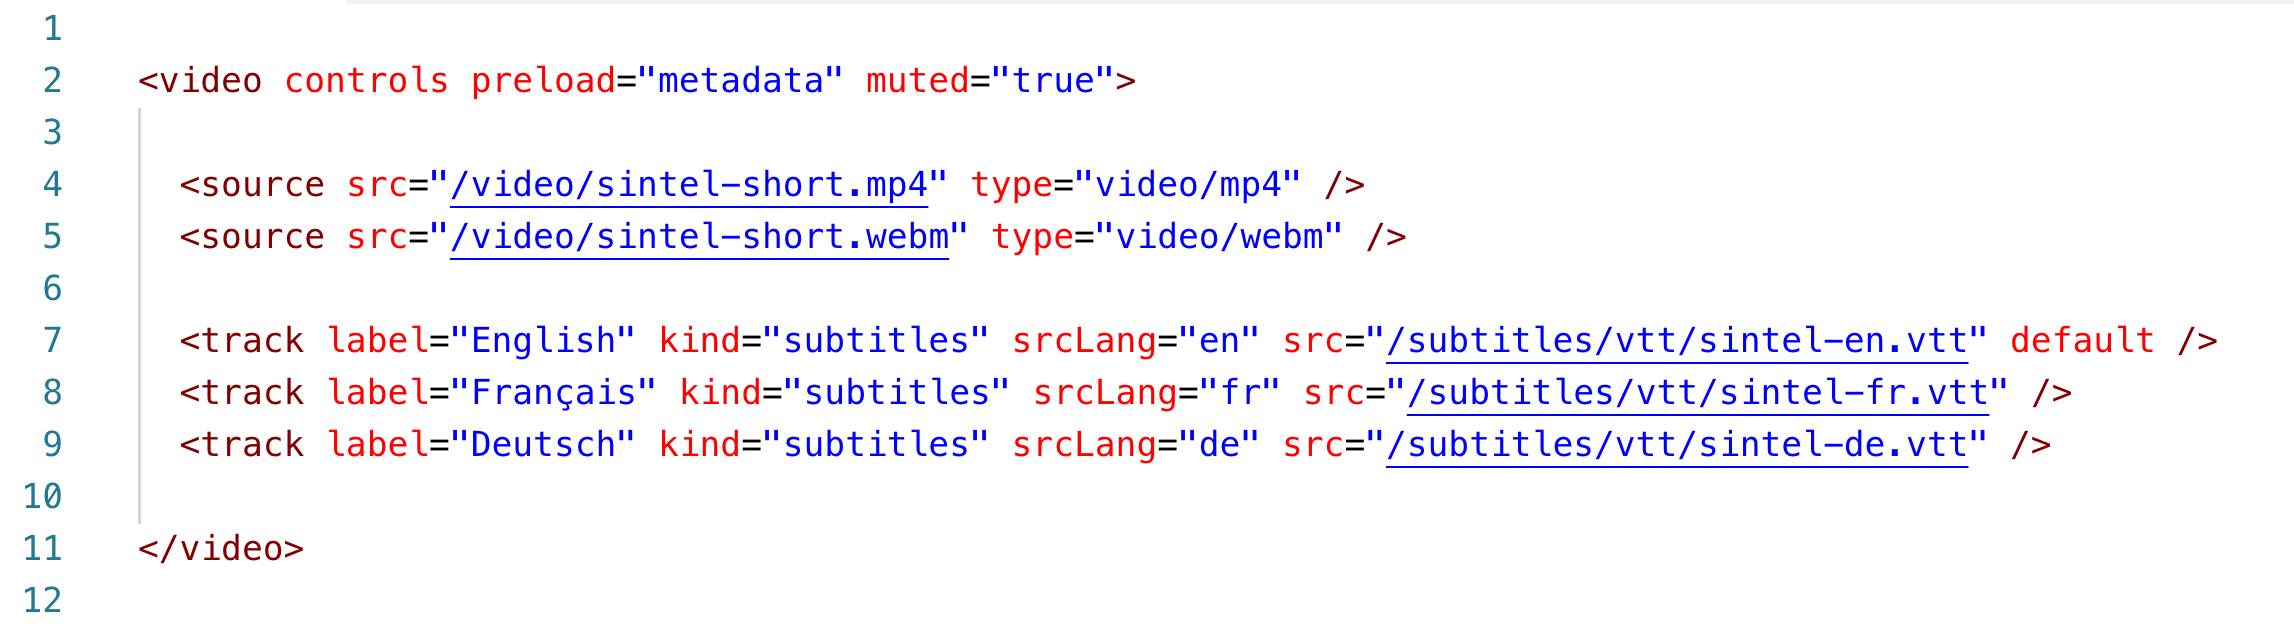 1
2 <video controls preload="metadata" muted="true">
3
4 <source src="/video/sintel-short.mp4" type="video/mp4" />
5 <source src="/video/sintel-short.webm" type="video/webm" />
6
7 <track label="English" kind="subtitles" srcLang="en" src="/subtitles/vtt/sintel-en.vtt" default />
8 <track label="Français" kind="subtitles" srcLang="fr" src="/subtitles/vtt/sintel-fr.vtt" />
9 <track label="Deutsch" kind="subtitles" srcLang="de" src="/subtitles/vtt/sintel-de.vtt" />
10
11 </video>
12